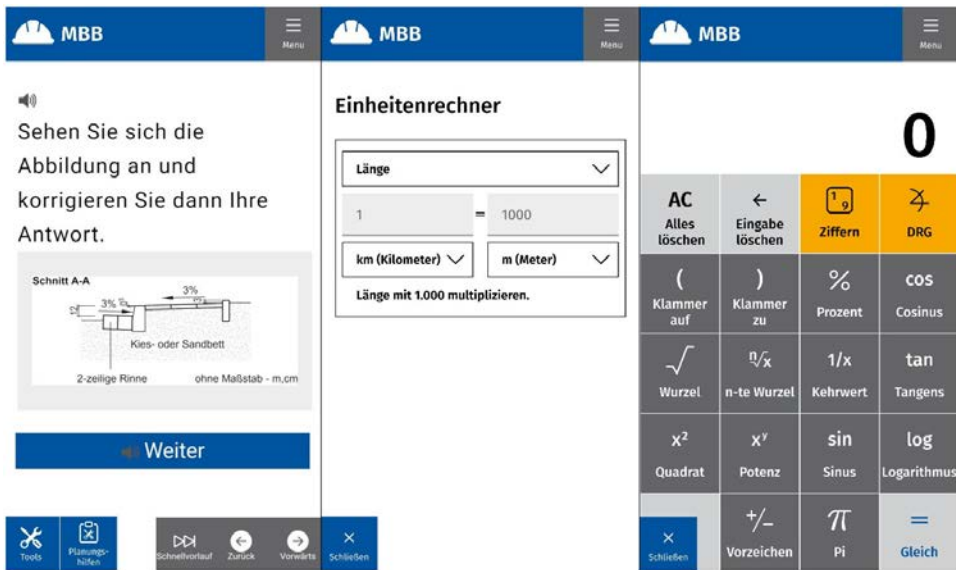 MBB
Menu
Sehen Sie sich die
Abbildung an und
korrigieren Sie dann Ihre
Antwort.
Schnitt A-A
3%
3%
12
Kies- oder Sandbett
2-zeilige Rinne
ohne Maßstab - m,cm
Weiter
Tools
Planungs-
hilfen
Schnellvorlauf
Zurück
Vorwärts
MBB
Menu
Einheitenrechner
Länge
1 = 1000
km (Kilometer)
m (Meter)
Länge mit 1.000 multiplizieren.
×
Schließen
MBB
Menu
0
AC
Alles
löschen
←
Eingabe
löschen
1 9
Ziffern
DRG
(
Klammer
auf
)
Klammer
zu
%
Prozent
cos
Cosinus
√
Wurzel
n√x
n-te Wurzel
1/x
Kehrwert
tan
Tangens
x²
Quadrat
xʸ
Potenz
sin
Sinus
log
Logarithmus
×
Schließen
+/-
Vorzeichen
π
Pi
=
Gleich